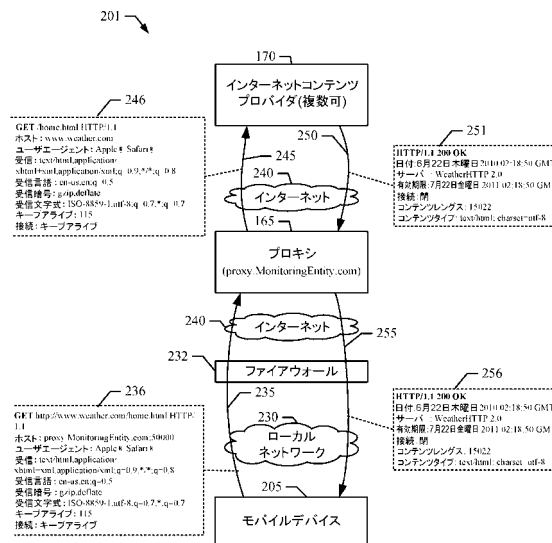 201
170
インターネットコンテンツ
プロバイダ(複数可)
246
GET /home.html HTTP/1.1
ホスト : www.weather.com
ユーザエージェント : Apple Safari
受信 : text/html,application/
xhtml+xml,application/xml;q=0.9,*/*;q=0.8
受信言語 : en-us,en;q=0.5
受信暗号 : gzip,deflate
受信文字式 : ISO-8859-1,utf-8;q=0.7,*;q=0.7
キープアライブ : 115
接続 : キープアライブ
245
250
240
インターネット
251
HTTP/1.1 200 OK
日付:6月22日木曜日 2010 02:18:50 GMT
サーバ : WeatherHTTP 2.0
有効期限:7月22日金曜日 2011 02:18:50 GMT
接続:閉
コンテンツレングス: 15022
コンテンツタイプ: text/html; charset=utf-8
165
プロキシ
(proxy.MonitoringEntity.com)
240
インターネット
255
232
ファイアウォール
236
235
GET http://www.weather.com/home.html HTTP/
1.1
ホスト : proxy.MonitoringEntity.com
ユーザエージェント : Apple Safari
受信: text/html,application/
xhtml+xml,application/xml;q=0.9,*/*;q=0.8
受信言語 : en-us,en;q=0.5
受信暗号 : gzip,deflate
受信文字式 : ISO-8859-1,utf-8;q=0.7,*;q=0.7
キープアライブ : 115
接続 : キープアライブ
230
ローカル
ネットワーク
256
HTTP/1.1 200 OK
日付:6月22日木曜日 2010 02:18:50 GMT
サーバ : WeatherHTTP 2.0
有効期限:7月22日金曜日 2011 02:18:50 GMT
接続:閉
コンテンツレングス: 15022
コンテンツタイプ: text/html; charset=utf-8
205
モバイルデバイス